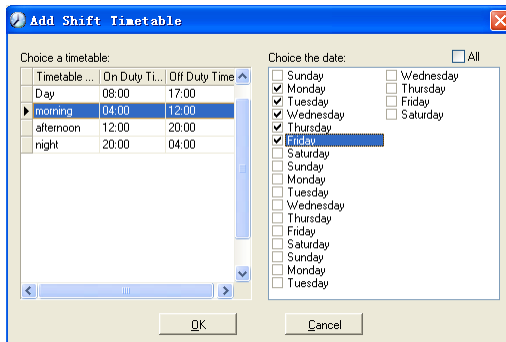 Add Shift Timetable
Choice a timetable:
Timetable ... On Duty Ti... Off Duty Time
Day 08:00 17:00
morning 04:00 12:00
afternoon 12:00 20:00
night 20:00 04:00
Choice the date: All
Sunday
Monday
Tuesday
Wednesday
Thursday
Friday
Saturday
Sunday
Monday
Tuesday
Wednesday
Thursday
Friday
Saturday
Sunday
Monday
Tuesday
Wednesday
Thursday
Friday
Saturday
OK Cancel